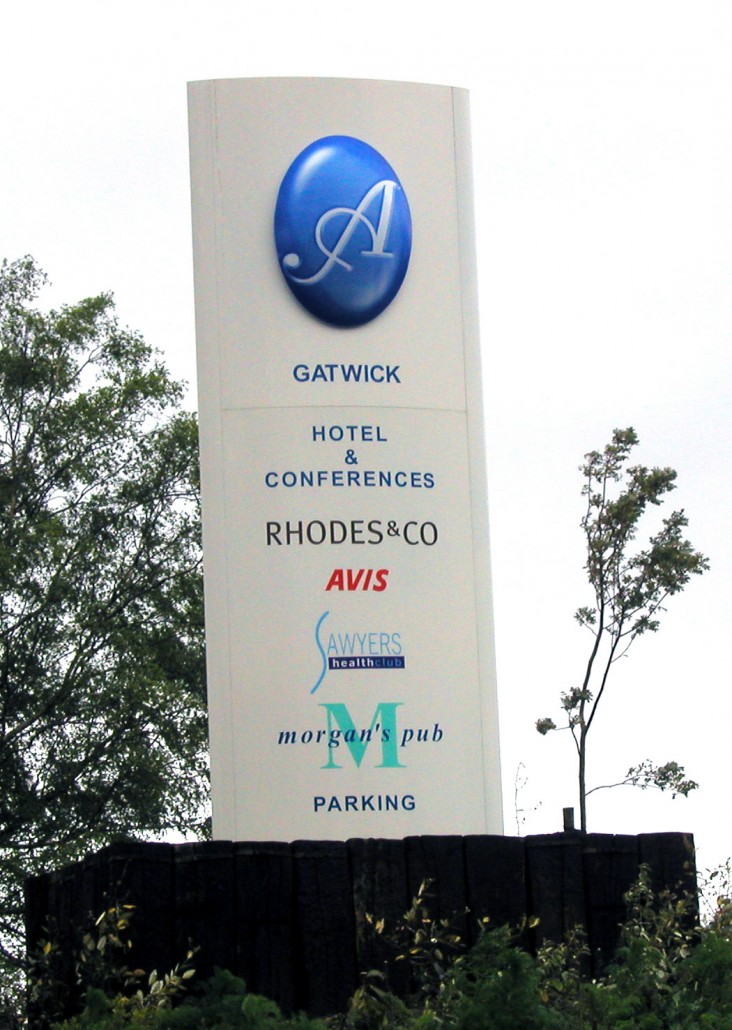 A
GATWICK
HOTEL
&
CONFERENCES
RHODES&CO
AVIS
SAWYERS
healthclub
M
morgan's pub
PARKING